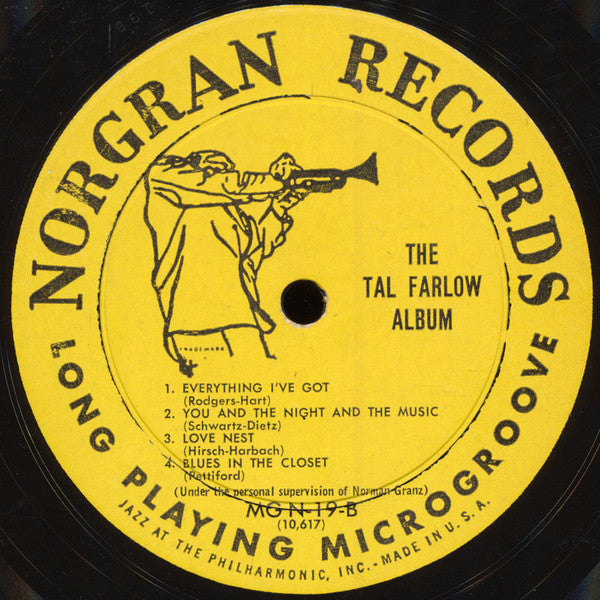 NORGRAN RECORDS
THE
TAL FARLOW
ALBUM
TRADEMARK
1. EVERYTHING I'VE GOT
(Rodgers-Hart)
2. YOU AND THE NIGHT AND THE MUSIC
(Schwartz-Dietz)
3. LOVE NEST
(Hirsch-Harbach)
4. BLUES IN THE CLOSET
(Pettiford)
(Under the personal supervision of Norman Granz)
MG N-19-B
(10,617)
LONG PLAYING MICROGROOVE
JAZZ AT THE PHILHARMONIC, INC. - MADE IN U.S.A.